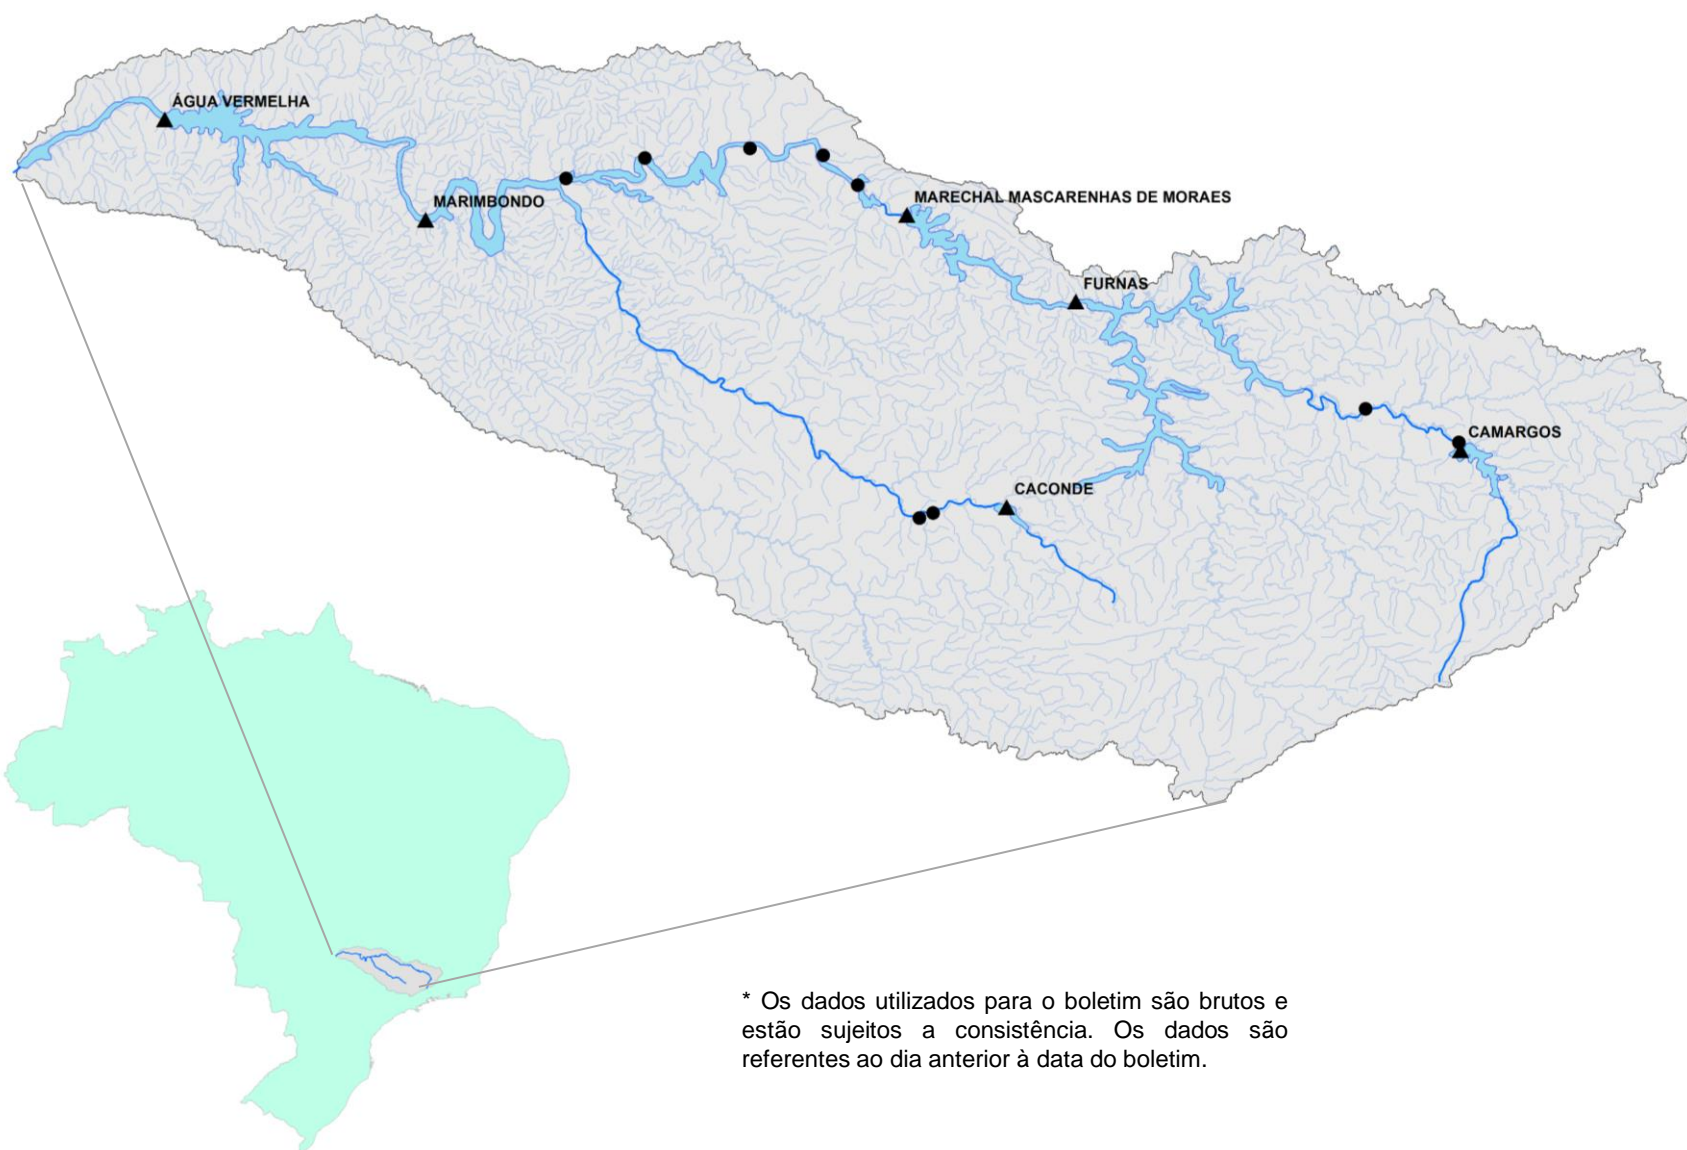 ÁGUA VERMELHA
MARIMBONDO
MARECHAL MASCARENHAS DE MORAES
FURNAS
CAMARGOS
CACONDE
* Os dados utilizados para o boletim são brutos e
estão sujeitos a consistência. Os dados são
referentes ao dia anterior à data do boletim.